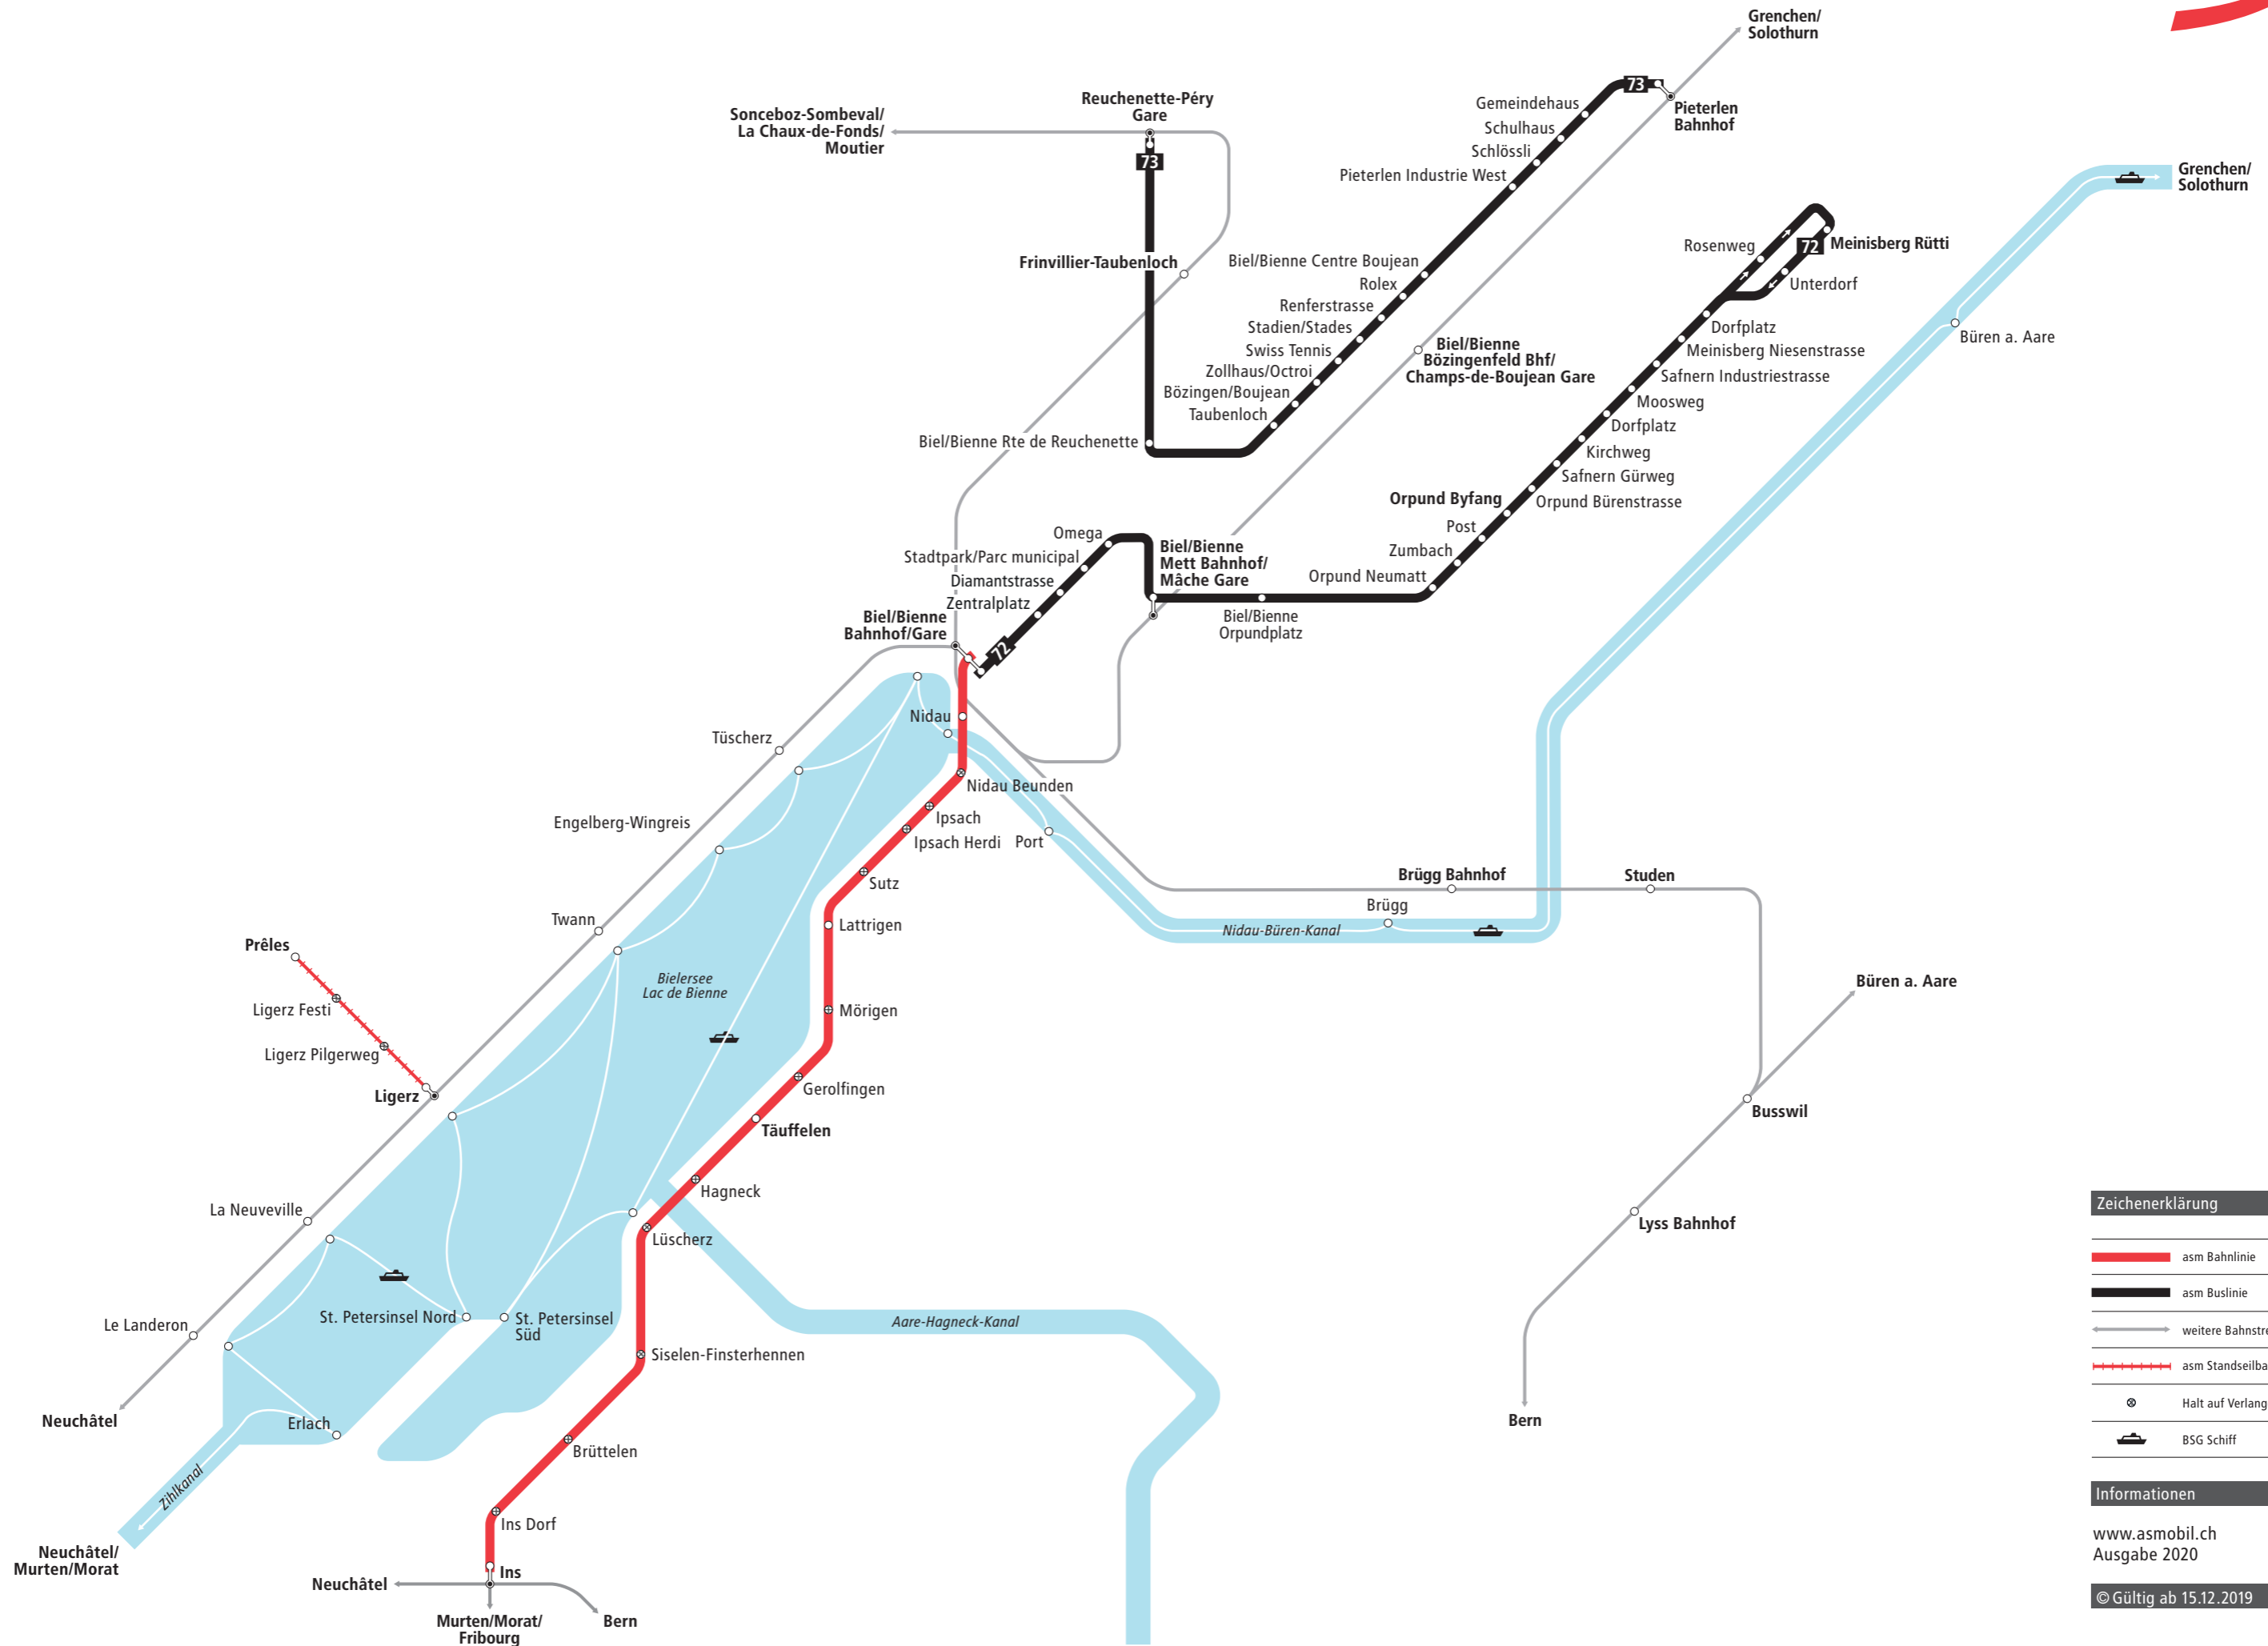 Grenchen/
Solothurn
Soncebo​z-Sombeval/
La Chaux-de-Fonds/
Moutier
Reuchenette-Péry
Gare
73
73
Pieterlen
Bahnhof
Gemeindehaus
Schulhaus
Schlössli
Pieterlen Industrie West
Grenchen/
Solothurn
Frinvillier-Taubenloch
Biel/Bienne Centre Boujean
Rolex
Renferstrasse
Stadien/Stades
Swiss Tennis
Zollhaus/Octroi
Bözingen/Boujean
Taubenloch
Biel/Bienne Rte de Reuchenette
Biel/Bienne
Bözingenfeld Bhf/
Champs-de-Boujean Gare
Rosenweg
72
Meinisberg Rütti
Unterdorf
Dorfplatz
Meinisberg Niesenstrasse
Safnern Industriestrasse
Moosweg
Dorfplatz
Kirchweg
Safnern Gürweg
Orpund Bürenstrasse
Orpund Byfang
Post
Zumbach
Orpund Neumatt
Büren a. Aare
Omega
Stadtpark/Parc municipal
Diamantstrasse
Zentralplatz
Biel/Bienne
Mett Bahnhof/
Mâche Gare
Biel/Bienne
Orpundplatz
Biel/Bienne
Bahnhof/Gare
72
Nidau
Tüscherz
Nidau Beunden
Engelberg-Wingreis
Ipsach
Ipsach Herdi
Port
Sutz
Brügg Bahnhof
Studen
Twann
Lattrigen
Brügg
Nidau-Büren-Kanal
Prêles
Bielersee
Lac de Bienne
Büren a. Aare
Ligerz Festi
Mörigen
Ligerz Pilgerweg
Ligerz
Gerolfingen
Täuffelen
Busswil
Hagneck
La Neuveville
Lüscherz
Lyss Bahnhof
St. Petersinsel Nord
St. Petersinsel
Süd
Le Landeron
Aare-Hagneck-Kanal
Siselen-Finsterhennen
Neuchâtel
Erlach
Bern
Brüttelen
Zihlkanal
Ins Dorf
Neuchâtel/
Murten/Morat
Ins
Neuchâtel
Murten/Morat/
Fribourg
Bern
Zeichenerklärung
asm Bahnlinie
asm Buslinie
weitere Bahnstre
asm Standseilba
Halt auf Verlang
BSG Schiff
Informationen
www.asmobil.ch
Ausgabe 2020
© Gültig ab 15.12.2019